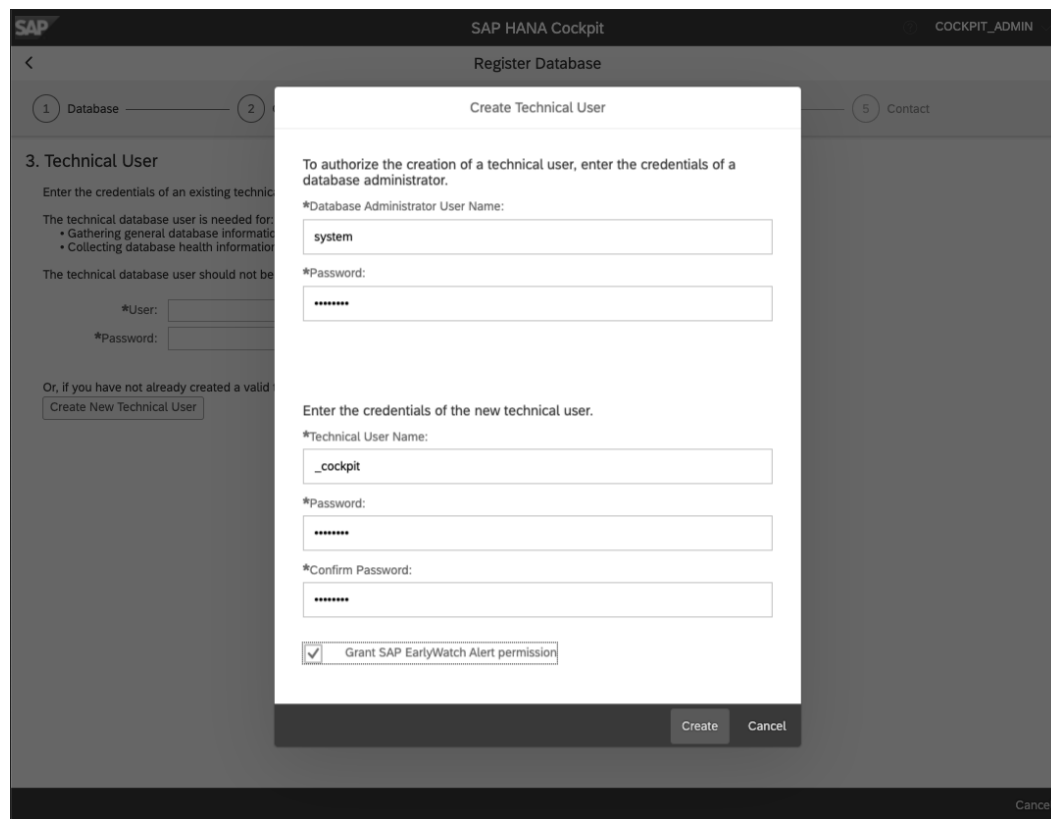 SAP
SAP HANA Cockpit
COCKPIT_ADMIN
Register Database
1 Database
2
5 Contact
3. Technical User
Enter the credentials of an existing
The technical database user is needed for:
• Gathering general database
• Collecting database health
The technical database user should not be
*User:
*Password:
Or, if you have not already created a valid
Create New Technical User
Create Technical User
To authorize the creation of a technical user, enter the credentials of a
database administrator.
*Database Administrator User Name:
system
*Password:
••••••••
Enter the credentials of the new technical user.
*Technical User Name:
_cockpit
*Password:
••••••••
*Confirm Password:
••••••••
Grant SAP EarlyWatch Alert permission
Create Cancel